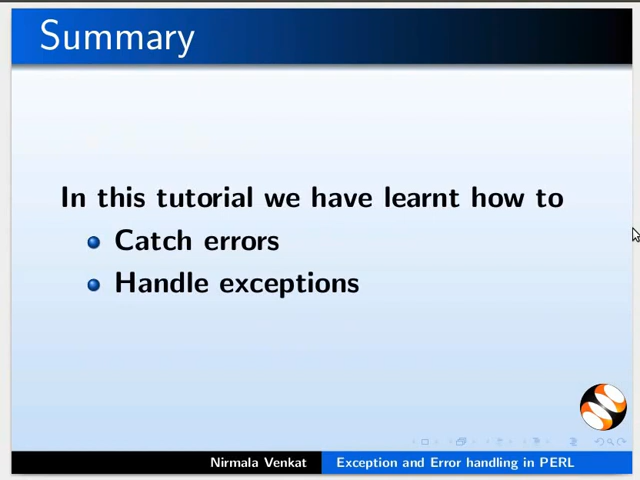 Summary
In this tutorial we have learnt how to
Catch errors
Handle exceptions
Nirmala Venkat
Exception and Error handling in PERL